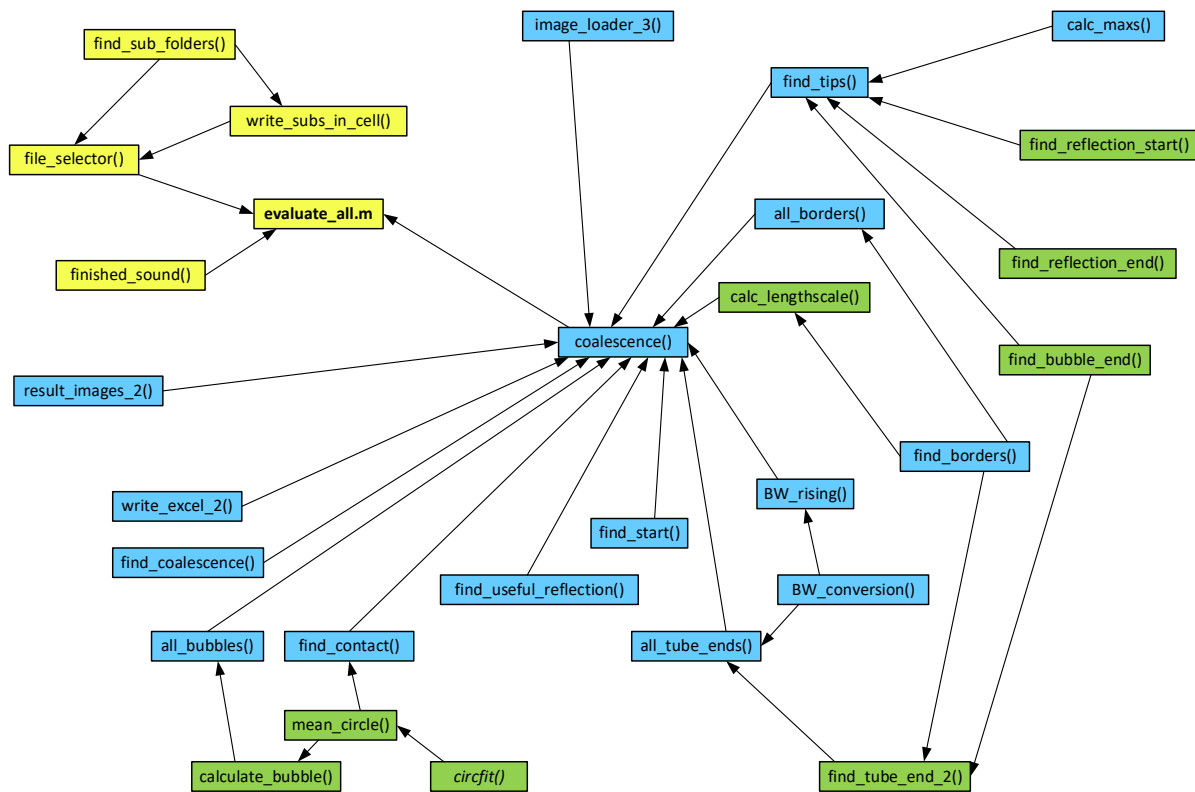 image_loader_3()
calc_maxs()
find_sub_folders()
find_tips()
write_subs_in_cell()
find_reflection_start()
file_selector()
evaluate_all.m
all_borders()
find_reflection_end()
finished_sound()
calc_lengthscale()
coalescence()
find_bubble_end()
result_images_2()
find_borders()
BW_rising()
write_excel_2()
find_start()
find_coalescence()
find_useful_reflection()
BW_conversion()
all_bubbles()
find_contact()
all_tube_ends()
mean_circle()
calculate_bubble()
circfit()
find_tube_end_2()